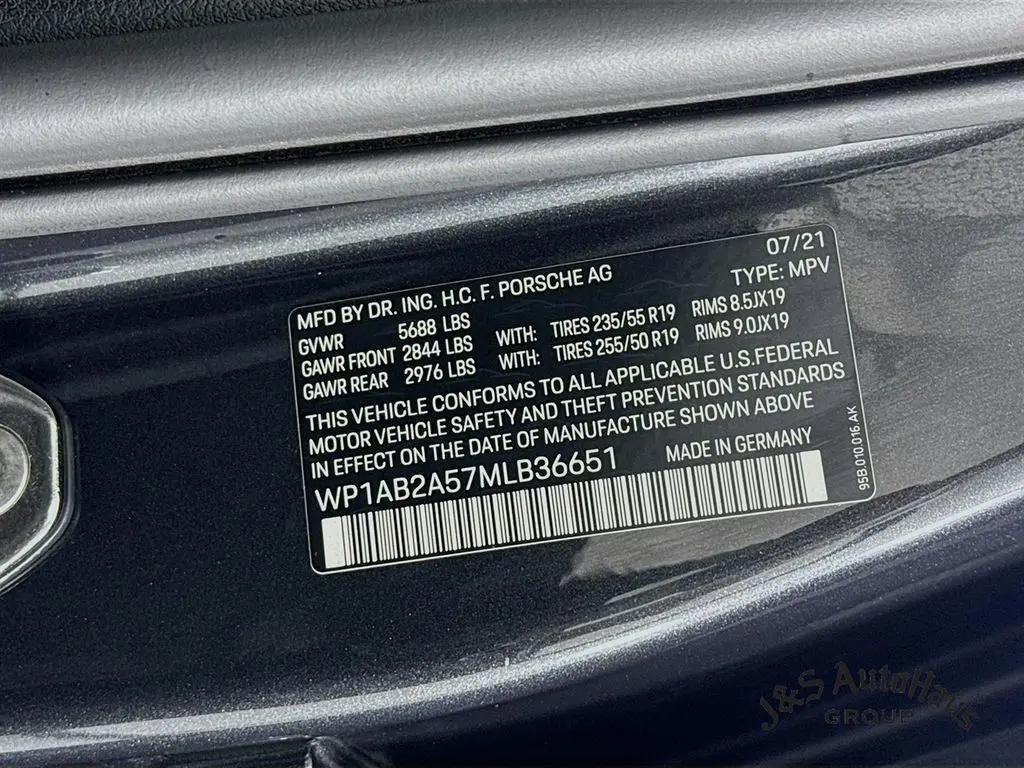 07/21
MFD BY DR. ING. H.C. F. PORSCHE AG TYPE: MPV
GVWR 5688 LBS
GAWR FRONT 2844 LBS WITH: TIRES 235/55 R19 RIMS 8.5JX19
GAWR REAR 2976 LBS WITH: TIRES 255/50 R19 RIMS 9.0JX19
THIS VEHICLE CONFORMS TO ALL APPLICABLE U.S.FEDERAL
MOTOR VEHICLE SAFETY AND THEFT PREVENTION STANDARDS
IN EFFECT ON THE DATE OF MANUFACTURE SHOWN ABOVE
WP1AB2A57MLB36651 MADE IN GERMANY
95B.010.016.AK
J&S AutoHaus
GROUP